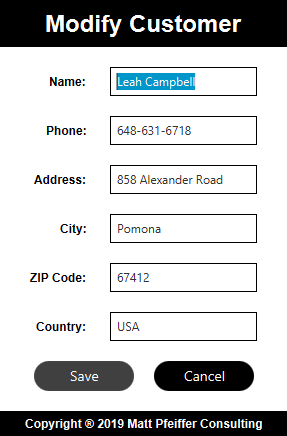 Modify Customer
Name: Leah Campbell
Phone: 648-631-6718
Address: 858 Alexander Road
City: Pomona
ZIP Code: 67412
Country: USA
Save Cancel
Copyright ® 2019 Matt Pfeiffer Consulting